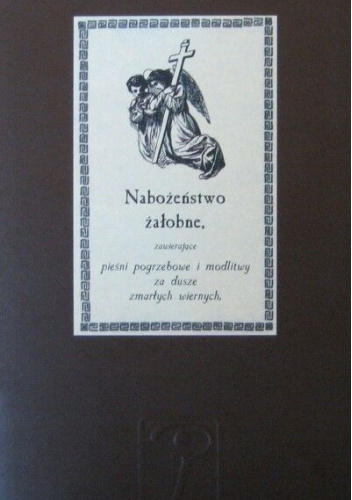 Nabożeństwo
żałobne,
zawierające
pieśni pogrzebowe i modlitwy
za dusze
zmarłych wiernych.